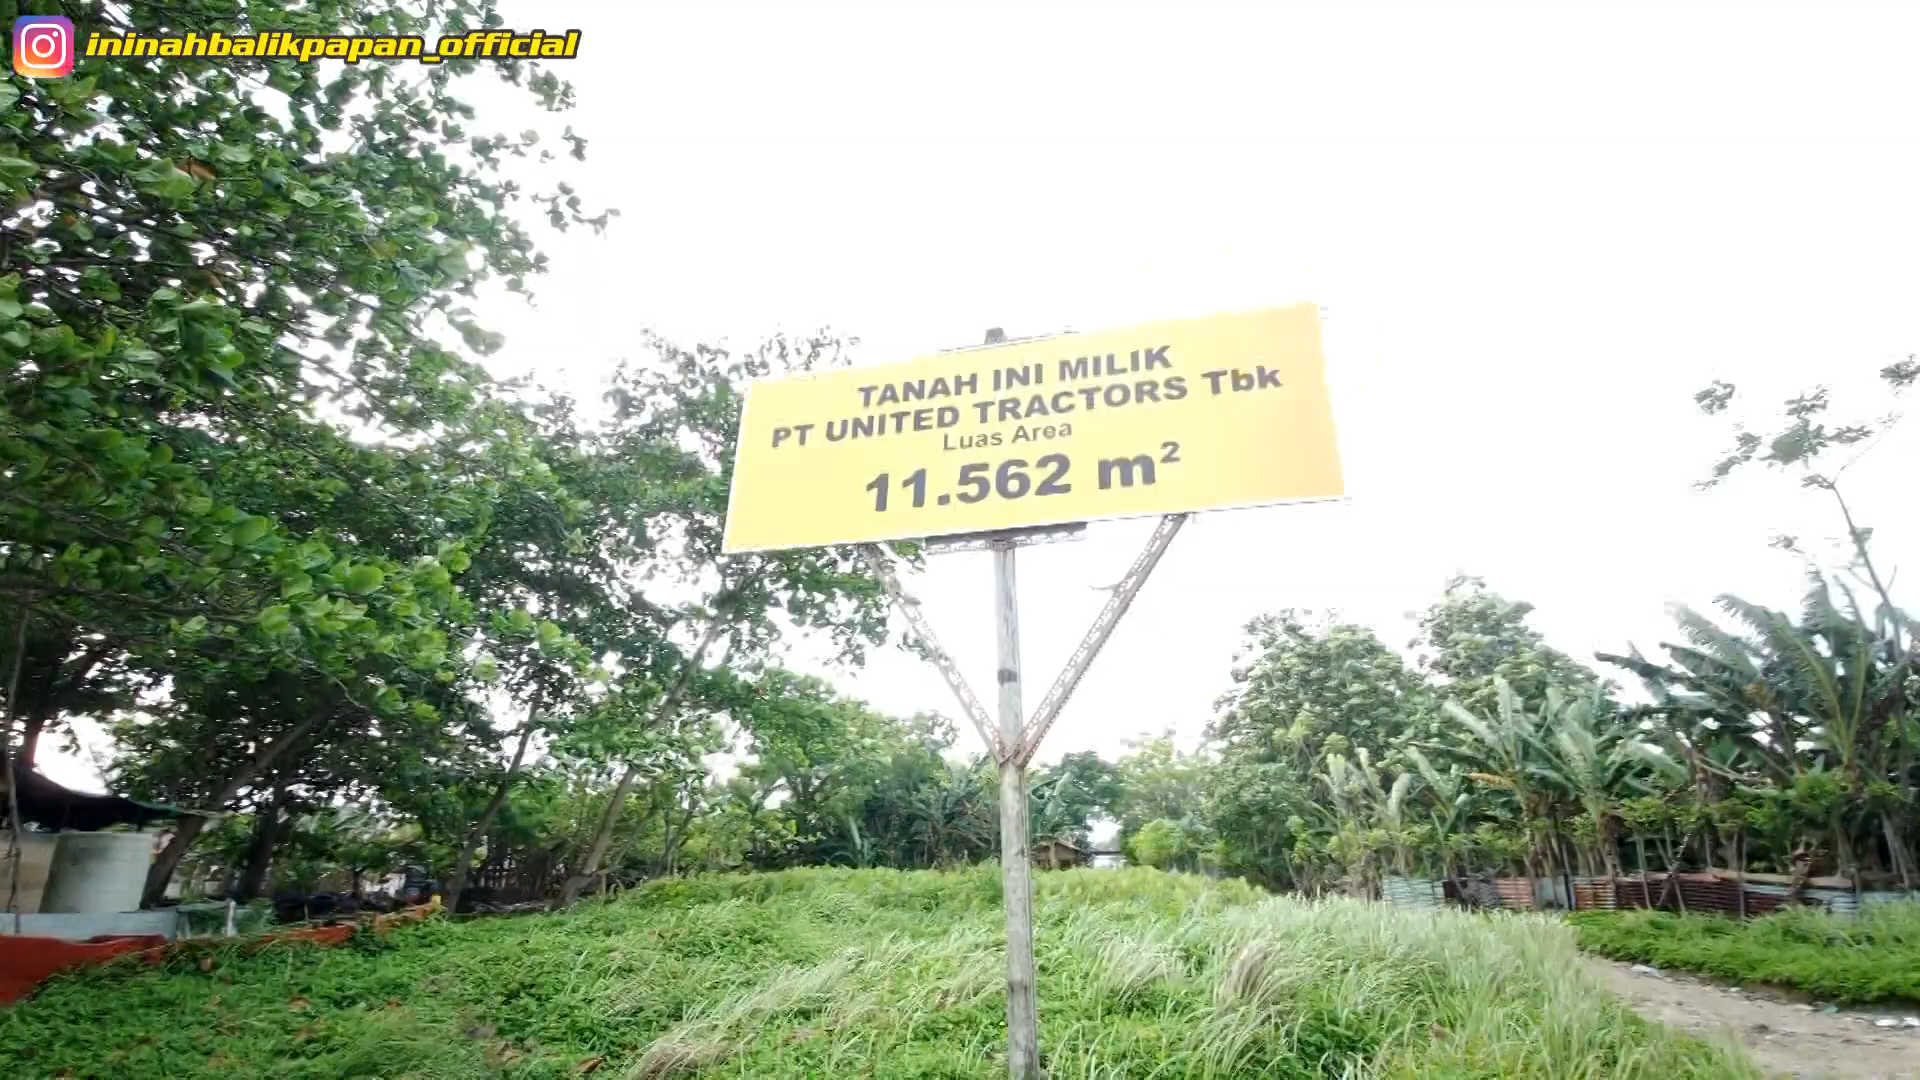 ininahbalikpapan_official
TANAH INI MILIK
PT UNITED TRACTORS Tbk
Luas Area
11.562 m²